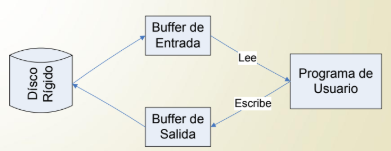 Disco
Rígido
Buffer de
Entrada
Lee
Programa de
Usuario
Escribe
Buffer de
Salida